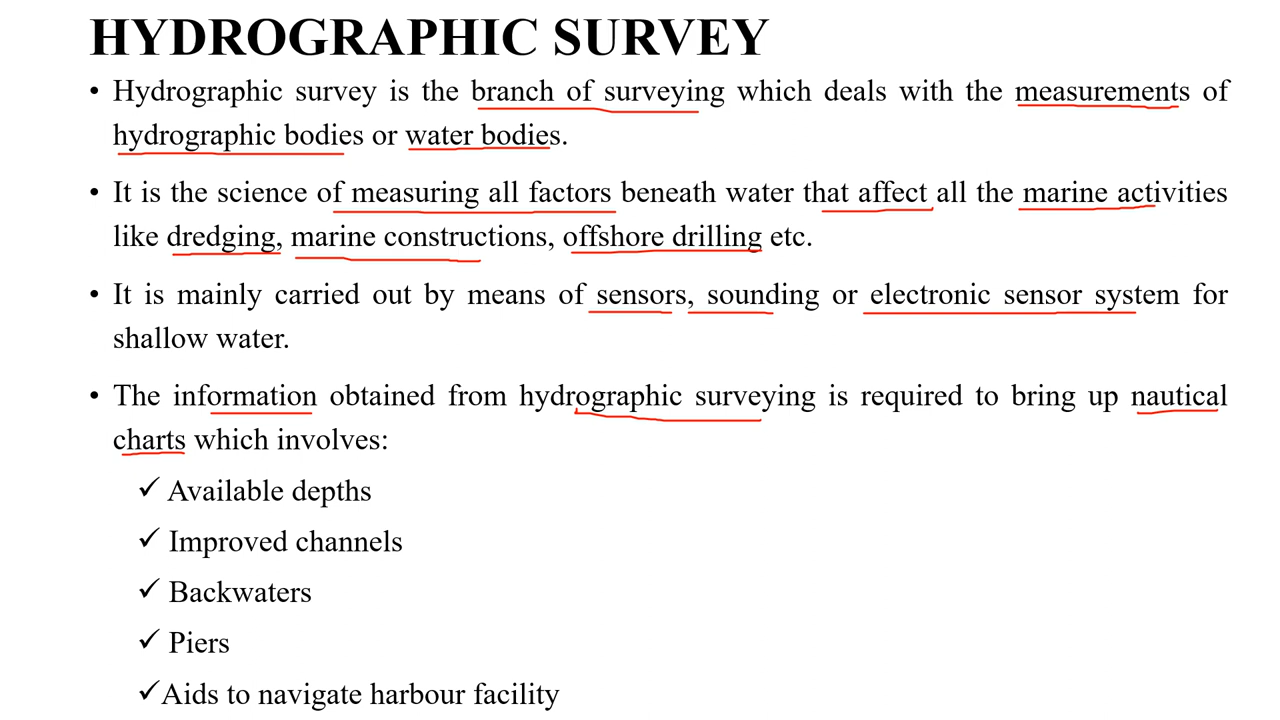 HYDROGRAPHIC SURVEY
• Hydrographic survey is the branch of surveying which deals with the measurements of
hydrographic bodies or water bodies.
• It is the science of measuring all factors beneath water that affect all the marine activities
like dredging, marine constructions, offshore drilling etc.
• It is mainly carried out by means of sensors, sounding or electronic sensor system for
shallow water.
• The information obtained from hydrographic surveying is required to bring up nautical
charts which involves:
✓ Available depths
✓ Improved channels
✓ Backwaters
✓ Piers
✓Aids to navigate harbour facility